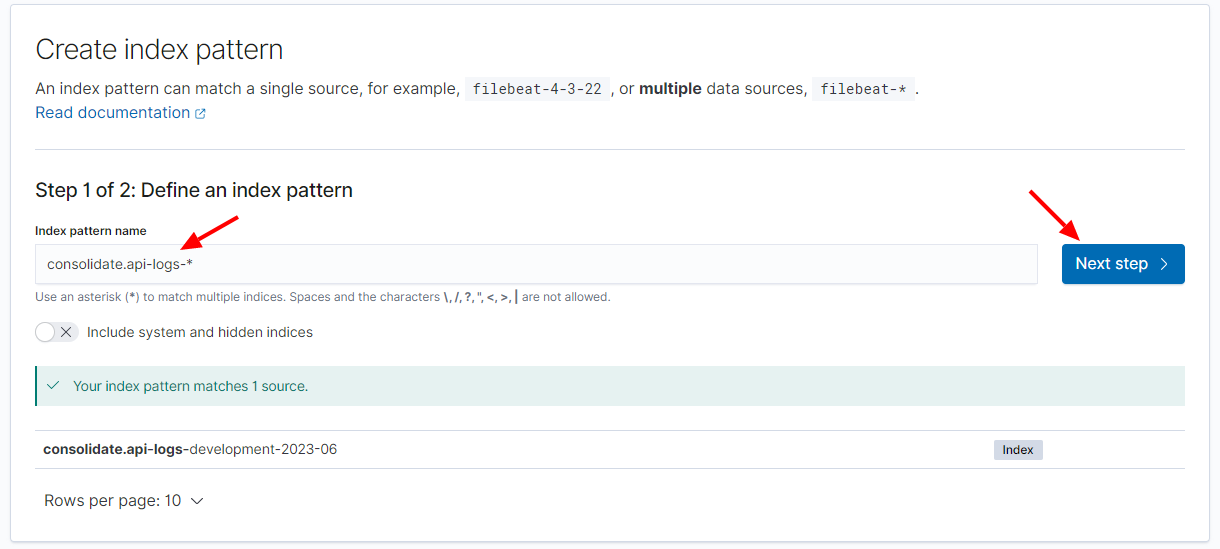 Create index pattern
An index pattern can match a single source, for example, filebeat-4-3-22 , or multiple data sources, filebeat-* .
Read documentation
Step 1 of 2: Define an index pattern
Index pattern name
consolidate.api-logs-*
Next step
Use an asterisk (*) to match multiple indices. Spaces and the characters \, /, ?, ", <, >, | are not allowed.
Include system and hidden indices
Your index pattern matches 1 source.
consolidate.api-logs-development-2023-06 Index
Rows per page: 10